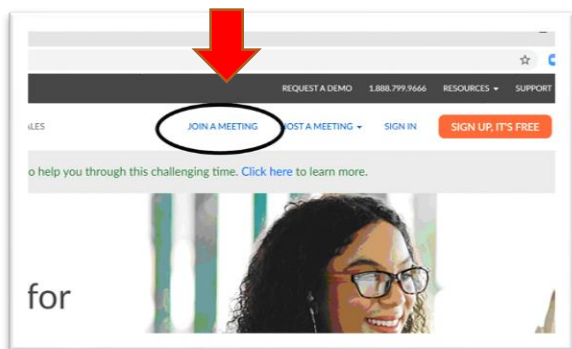 REQUEST A DEMO 1.888.799.9666 RESOURCES SUPPORT
JOIN A MEETING HOST A MEETING SIGN IN SIGN UP, IT'S FREE
o help you through this challenging time. Click here to learn more.
for